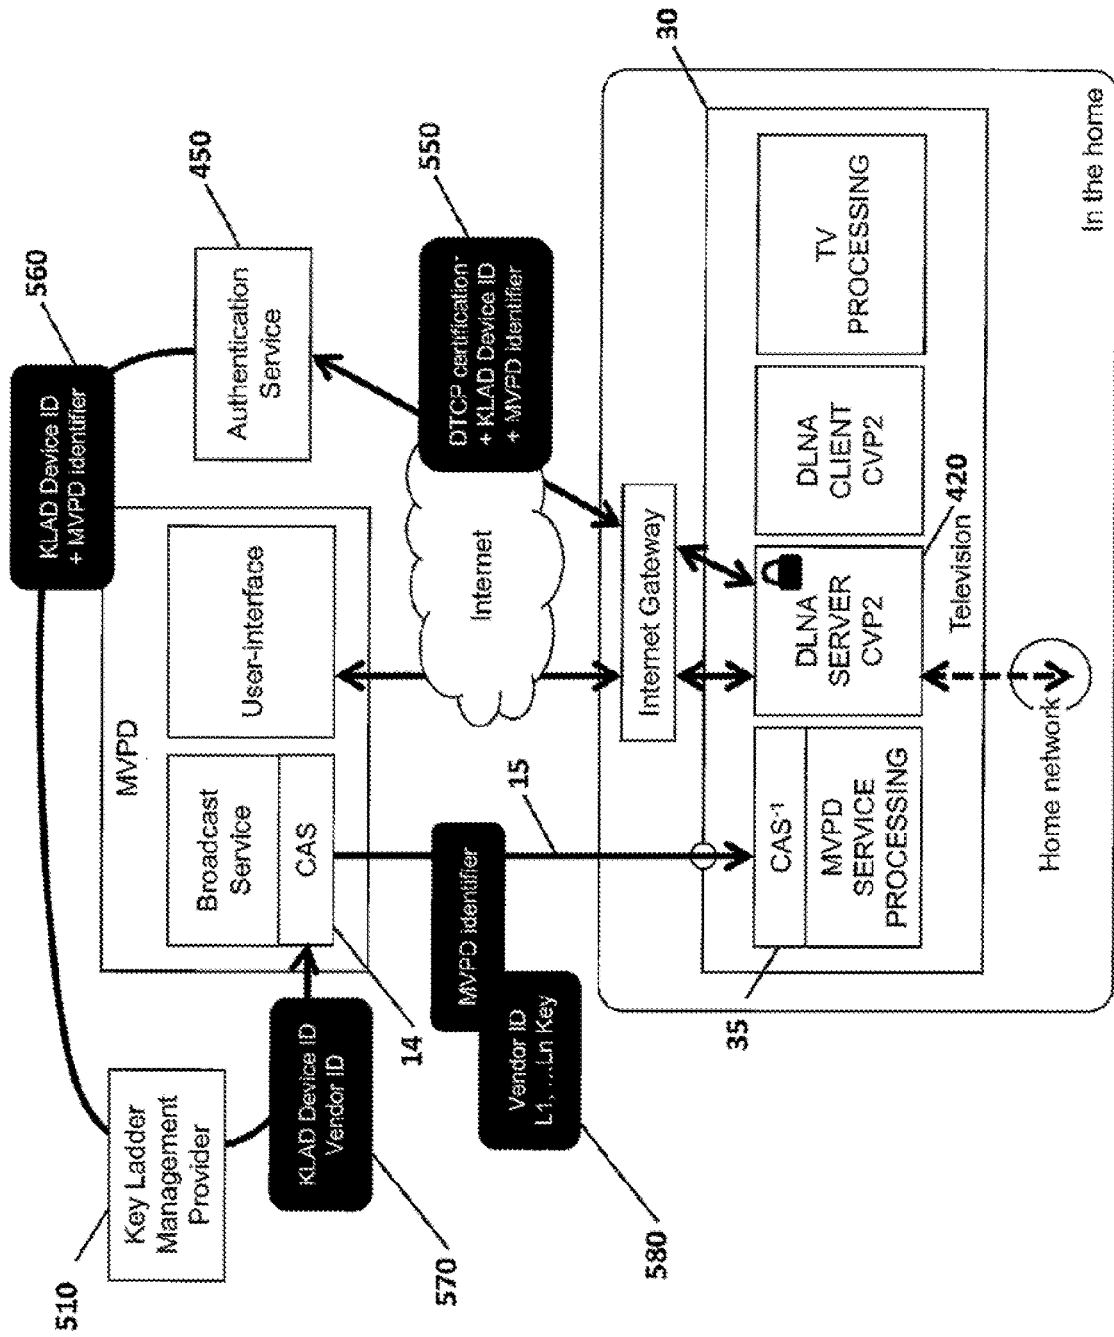 510
Key Ladder
Management
Provider
KLAD Device ID
+ MVPD identifier
560
570
KLAD Device ID
Vendor ID
MVPD
Broadcast
Service
CAS
User-interface
Authentication
Service
450
14
MVPD identifier
Vendor ID
L1, …Ln Key
580
15
Internet
DTCP certification-
+ KLAD Device ID
+ MVPD identifier
550
Internet Gateway
30
35
CAS-1
MVPD
SERVICE
PROCESSING
DLNA
SERVER
CVP2
DLNA
CLIENT
CVP2
TV
PROCESSING
Television
420
Home network
In the home